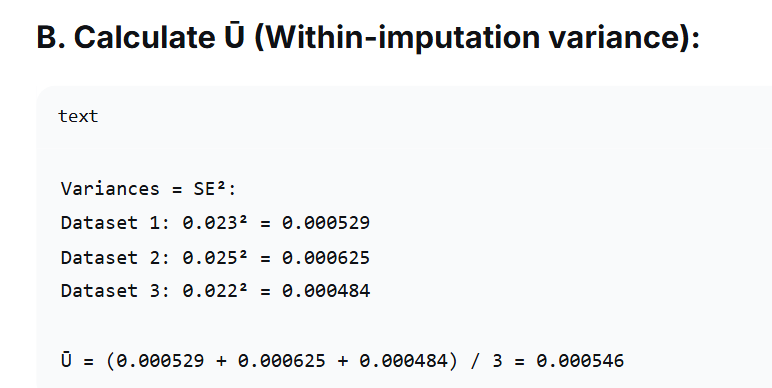 B. Calculate Ū (Within-imputation variance):
text
Variances = SE²:
Dataset 1: 0.023² = 0.000529
Dataset 2: 0.025² = 0.000625
Dataset 3: 0.022² = 0.000484
Ū = (0.000529 + 0.000625 + 0.000484) / 3 = 0.000546